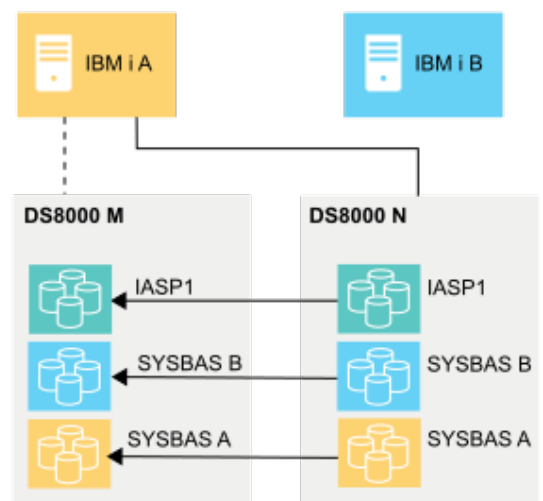 IBM i A
IBM i B
DS8000 M
DS8000 N
IASP1
IASP1
SYSBAS B
SYSBAS B
SYSBAS A
SYSBAS A